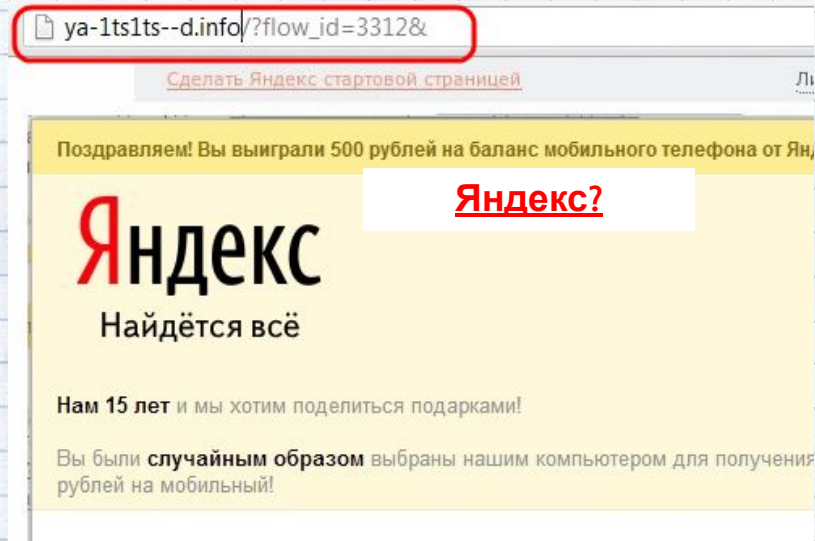 ya-1ts1ts--d.info/?flow_id=3312&
Сделать Яндекс стартовой страницей
Поздравляем! Вы выиграли 500 рублей на баланс мобильного телефона от
Яндекс?
Яндекс
Найдётся всё
Нам 15 лет и мы хотим поделиться подарками!
Вы были случайным образом выбраны нашим компьютером для получения
рублей на мобильный!